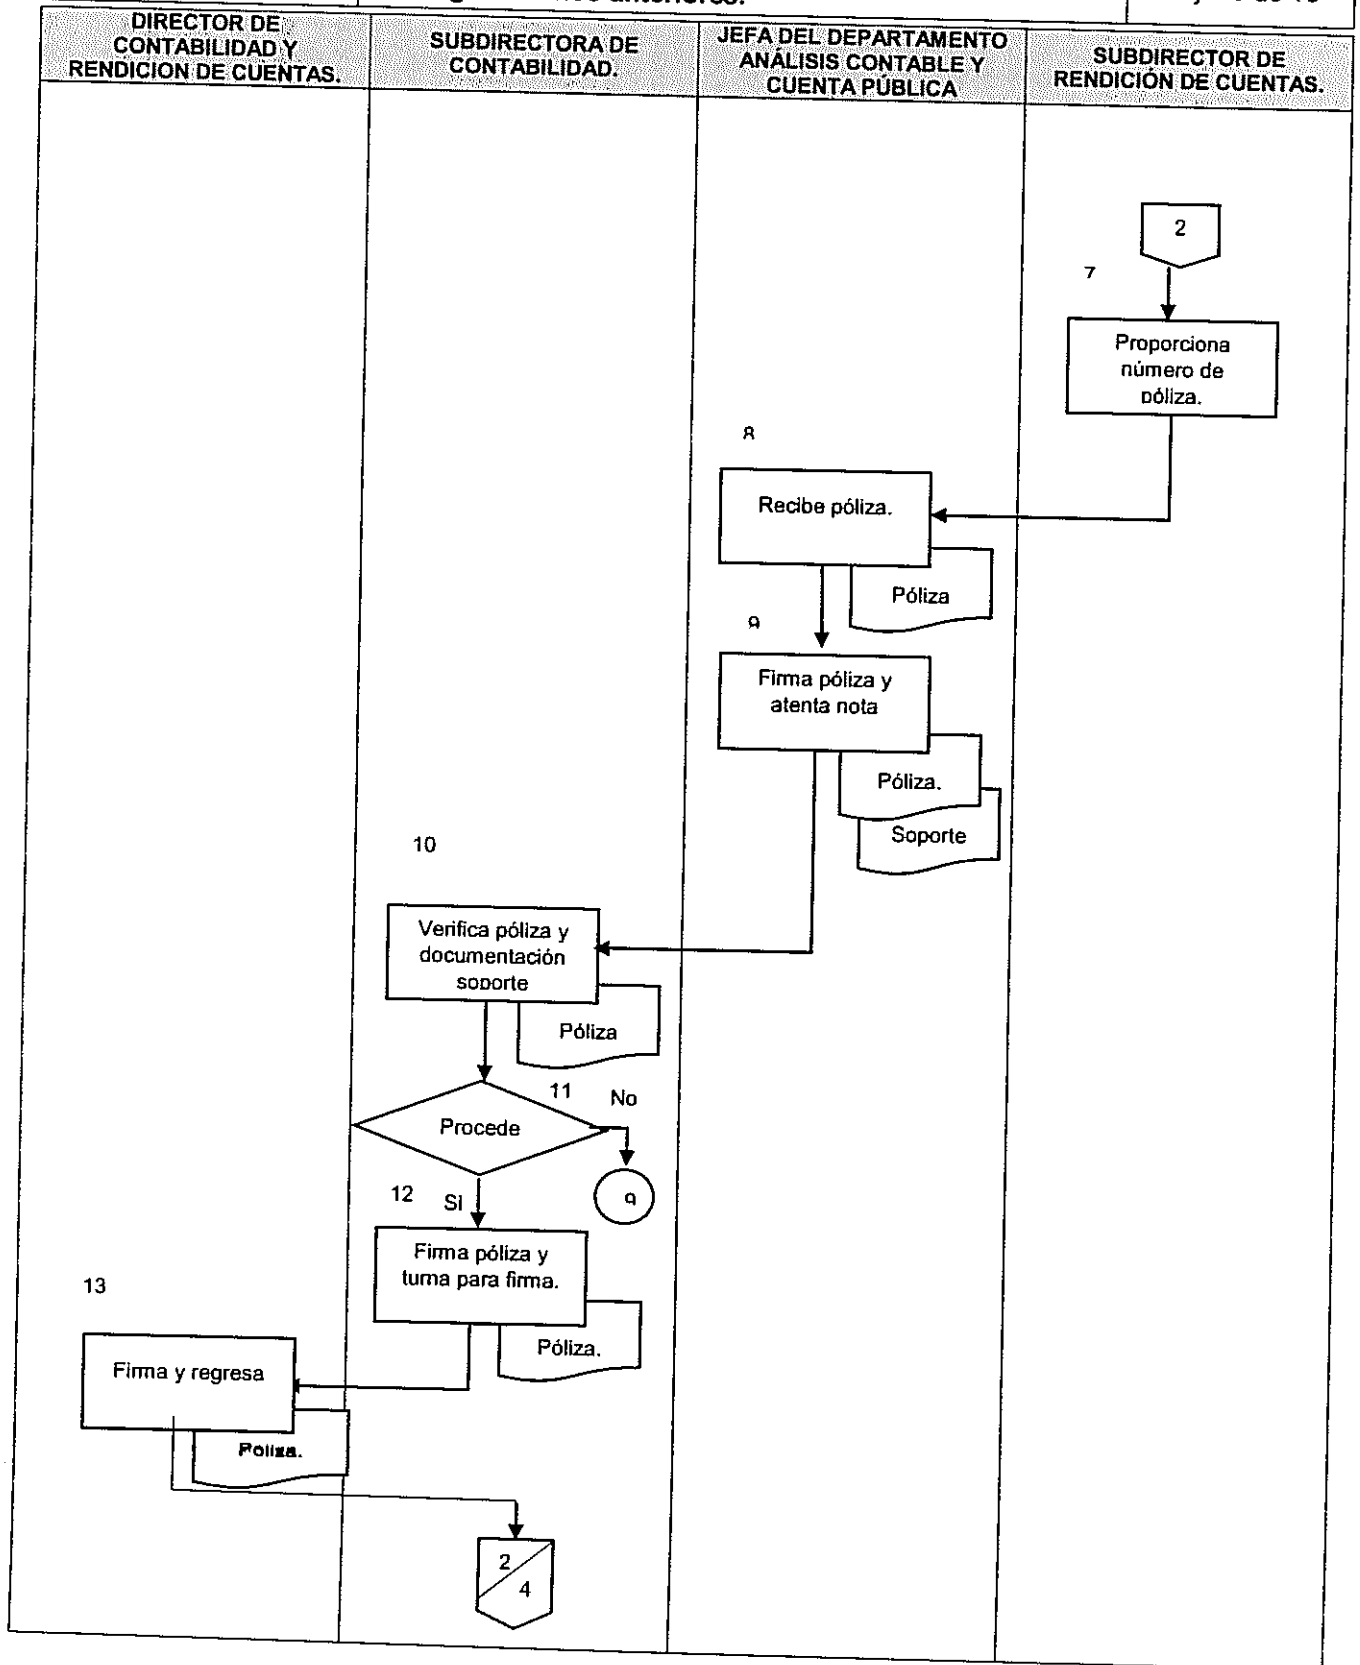 anteriores.
DIRECTOR DE
CONTABILIDAD Y
RENDICION DE CUENTAS.
SUBDIRECTORA DE
CONTABILIDAD.
JEFA DEL DEPARTAMENTO
ANÁLISIS CONTABLE Y
CUENTA PÚBLICA
SUBDIRECTOR DE
RENDICIÓN DE CUENTAS.
2
7
Proporciona
número de
póliza.
8
Recibe póliza.
Póliza
9
Firma póliza y
atenta nota
Póliza.
Soporte
10
Verifica póliza y
documentación
soporte
Póliza
11
No
Procede
9
12
Si
Firma póliza y
turna para firma.
Póliza.
13
Firma y regresa
Póliza.
2
4